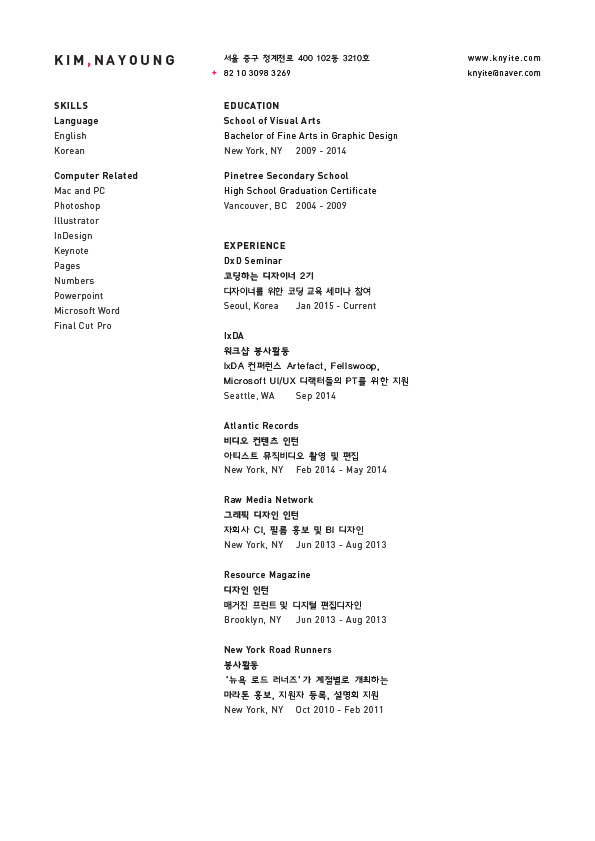 KIM,NAYOUNG
서울 중구 청계천로 400 102동 3210호
+ 82 10 3098 3269
www.knyite.com
knyite@naver.com
SKILLS
Language
English
Korean
Computer Related
Mac and PC
Photoshop
Illustrator
InDesign
Keynote
Pages
Numbers
Powerpoint
Microsoft Word
Final Cut Pro
EDUCATION
School of Visual Arts
Bachelor of Fine Arts in Graphic Design
New York, NY 2009 - 2014
Pinetree Secondary School
High School Graduation Certificate
Vancouver, BC 2004 - 2009
EXPERIENCE
DxD Seminar
코딩하는 디자이너 2기
디자이너를 위한 코딩 교육 세미나 참여
Seoul, Korea Jan 2015 - Current
IxDA
워크샵 봉사활동
IxDA 컨퍼런스 Artefact, Fellswoop,
Microsoft UI/UX 디렉터들의 PT를 위한 지원
Seattle, WA Sep 2014
Atlantic Records
비디오 컨텐츠 인턴
아티스트 뮤직비디오 촬영 및 편집
New York, NY Feb 2014 - May 2014
Raw Media Network
그래픽 디자인 인턴
자회사 CI, 필름 홍보 및 BI 디자인
New York, NY Jun 2013 - Aug 2013
Resource Magazine
디자인 인턴
매거진 프린트 및 디지털 편집디자인
Brooklyn, NY Jun 2013 - Aug 2013
New York Road Runners
봉사활동
'뉴욕 로드 러너즈'가 계절별로 개최하는
마라톤 홍보, 지원자 등록, 설명회 지원
New York, NY Oct 2010 - Feb 2011